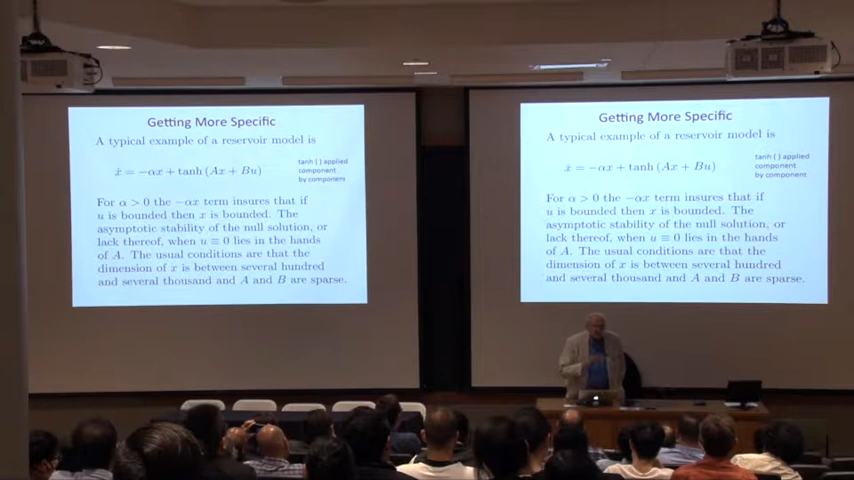 Getting More Specific
A typical example of a reservoir model is
ẋ = −αx + tanh (Ax + Bu)
tanh ( ) applied
component
by component
For α > 0 the −αx term insures that if
u is bounded then x is bounded. The
asymptotic stability of the null solution, or
lack thereof, when u ≡ 0 lies in the hands
of A. The usual conditions are that the
dimension of x is between several hundred
and several thousand and A and B are sparse.
Getting More Specific
A typical example of a reservoir model is
ẋ = −αx + tanh (Ax + Bu)
tanh ( ) applied
component
by component
For α > 0 the −αx term insures that if
u is bounded then x is bounded. The
asymptotic stability of the null solution, or
lack thereof, when u ≡ 0 lies in the hands
of A. The usual conditions are that the
dimension of x is between several hundred
and several thousand and A and B are sparse.